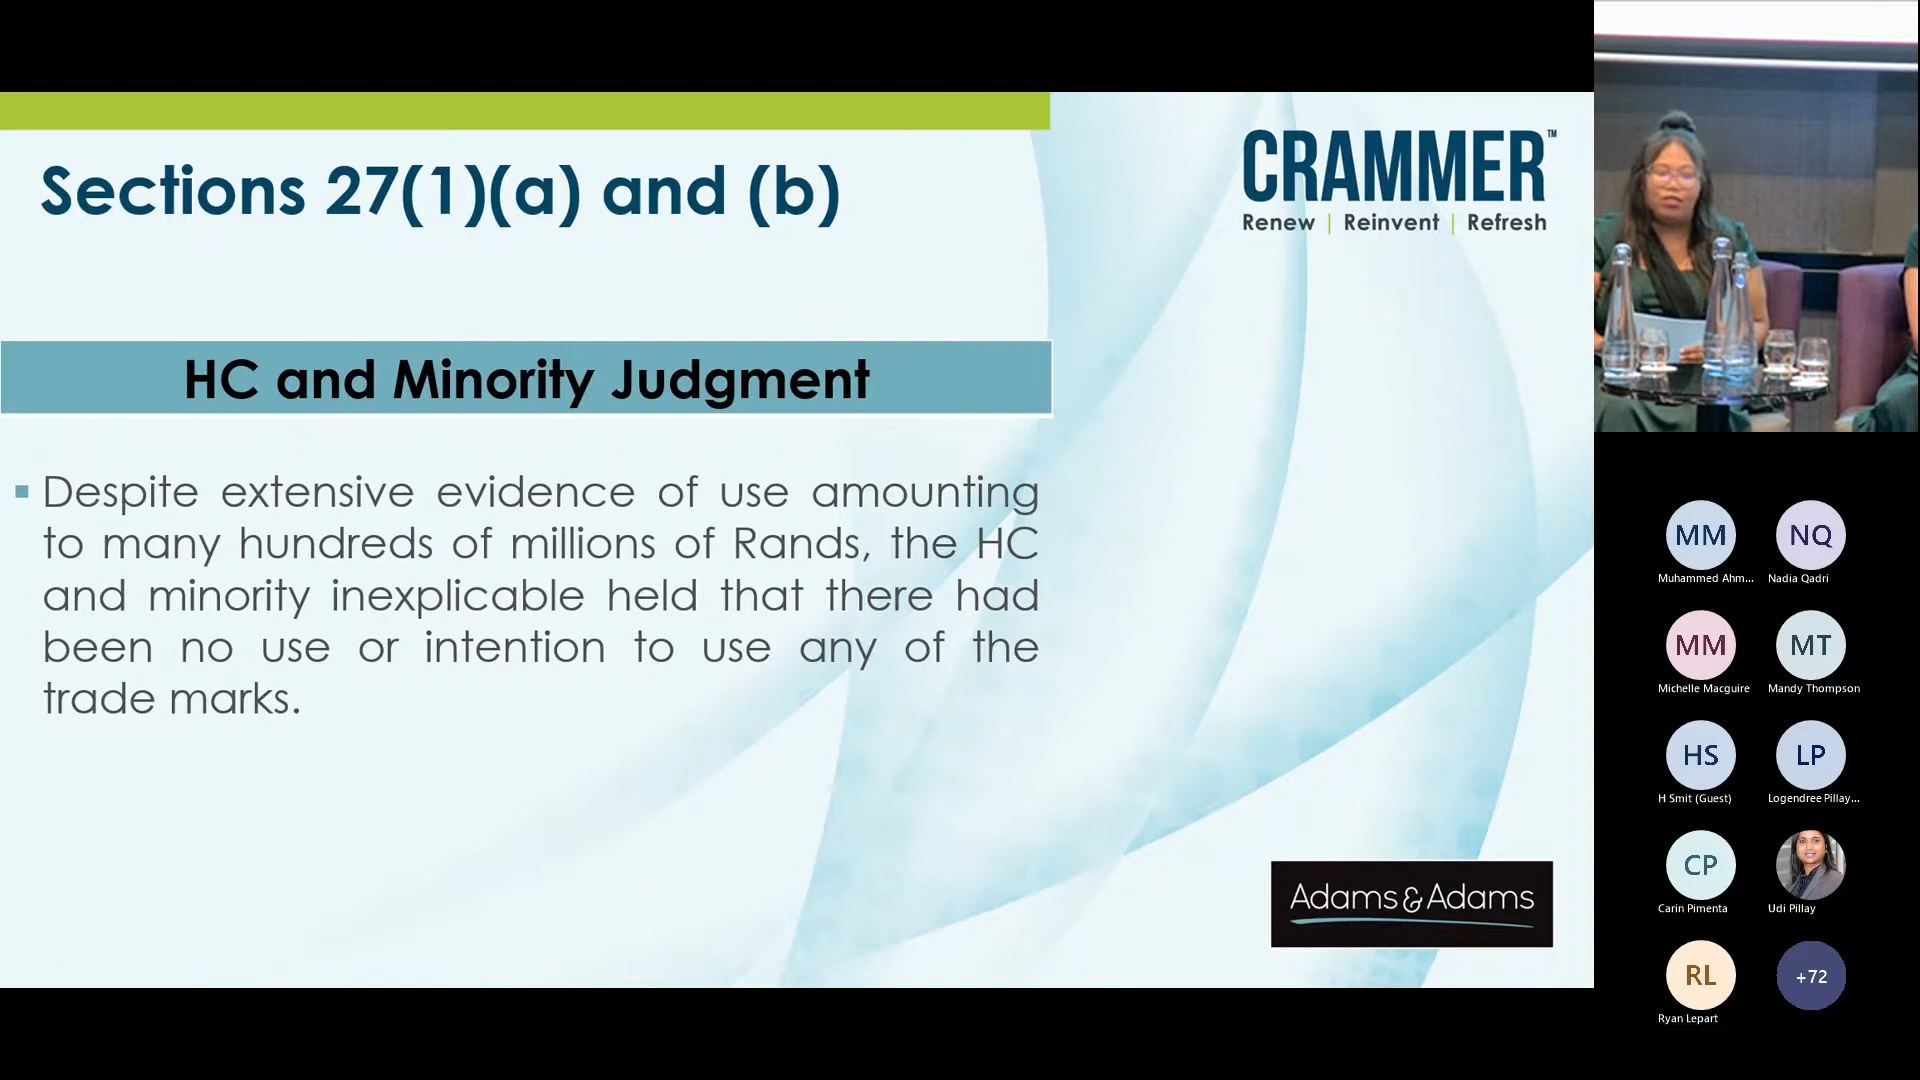 Sections 27(1)(a) and (b)
CRAMMER™
Renew | Reinvent | Refresh
HC and Minority Judgment
▪ Despite extensive evidence of use amounting
to many hundreds of millions of Rands, the HC
and minority inexplicable held that there had
been no use or intention to use any of the
trade marks.
Adams & Adams
MM
NQ
Muhammed Ahm...
Nadia Qadri
MM
MT
Michelle Macguire
Mandy Thompson
HS
LP
H Smit (Guest)
Logendree Pillay...
CP
Carin Pimenta
Udi Pillay
RL
+72
Ryan Lepart